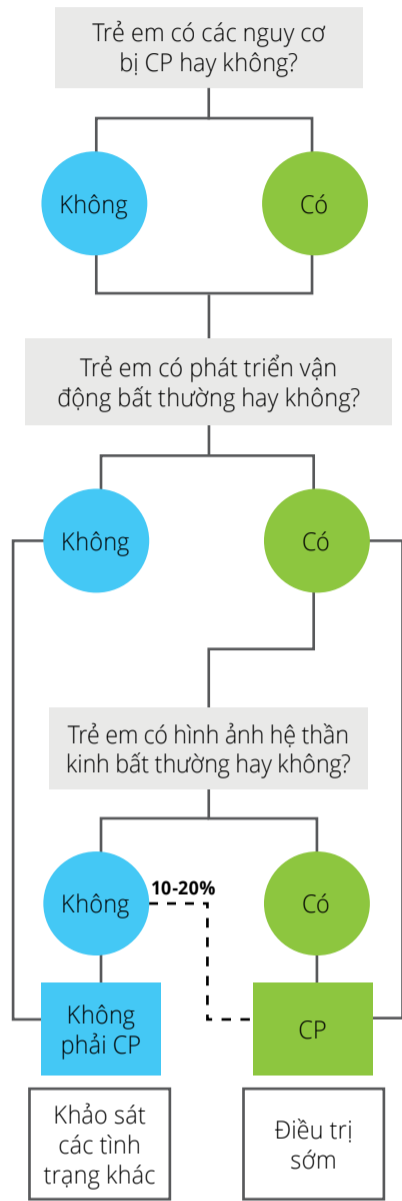 Trẻ em có các nguy cơ
bị CP hay không?
Không
Có
Trẻ em có phát triển vận
động bất thường hay không?
Không
Có
Trẻ em có hình ảnh hệ thần
kinh bất thường hay không?
Không
10-20%
Có
Không
phải CP
CP
Khảo sát
các tình
trạng khác
Điều trị
sớm